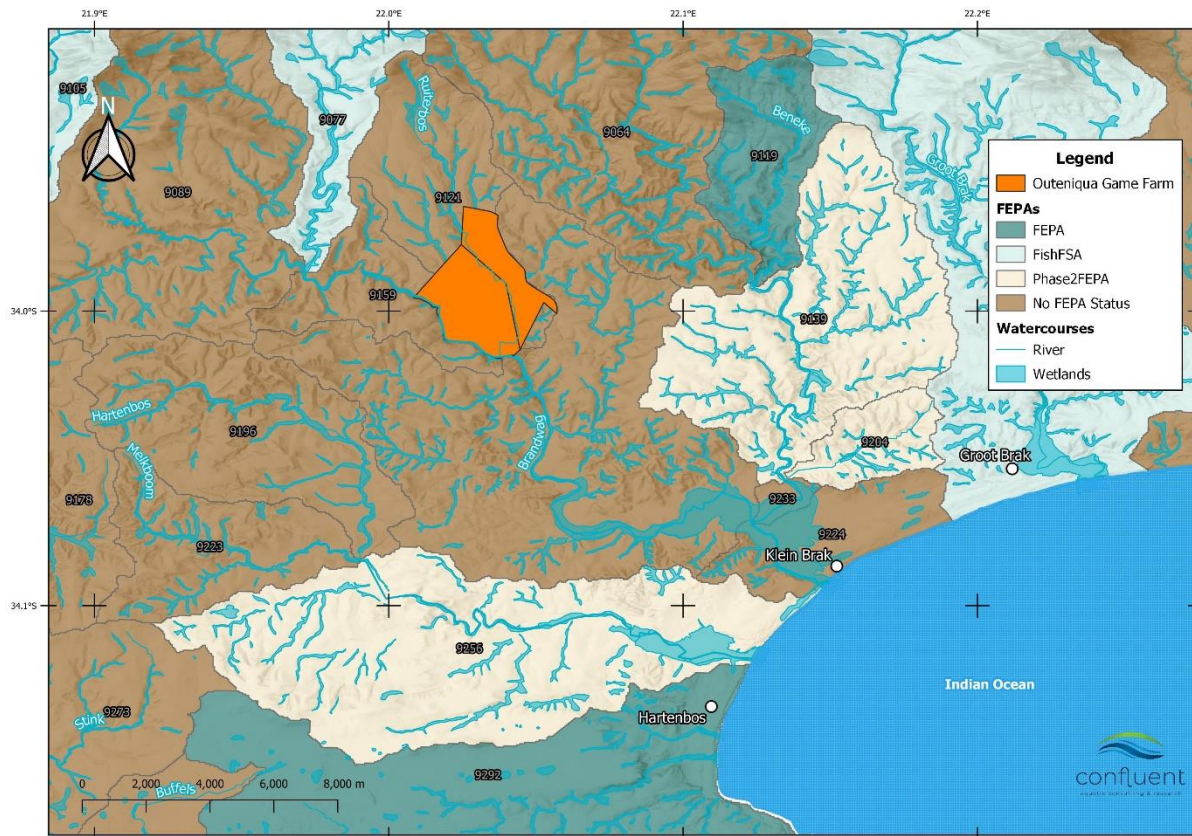 21.9°E
22.0°E
22.1°E
22.2°E
9105
N
9077
Ruiterbos
9064
Beneke
9119
Groot Brak
9089
9121
Legend
Outeniqua Game Farm
FEPAs
FEPA
FishFSA
Phase2FEPA
No FEPA Status
Watercourses
River
Wetlands
9159
34.0°S
9139
Hartenbos
9196
Melkboom
Brandwag
9204
Groot Brak
9178
9233
9223
9224
Klein Brak
34.1°S
9256
Indian Ocean
9273
Stink
Hartenbos
9292
Buffels
0
2,000
4,000
6,000
8,000 m
confluent